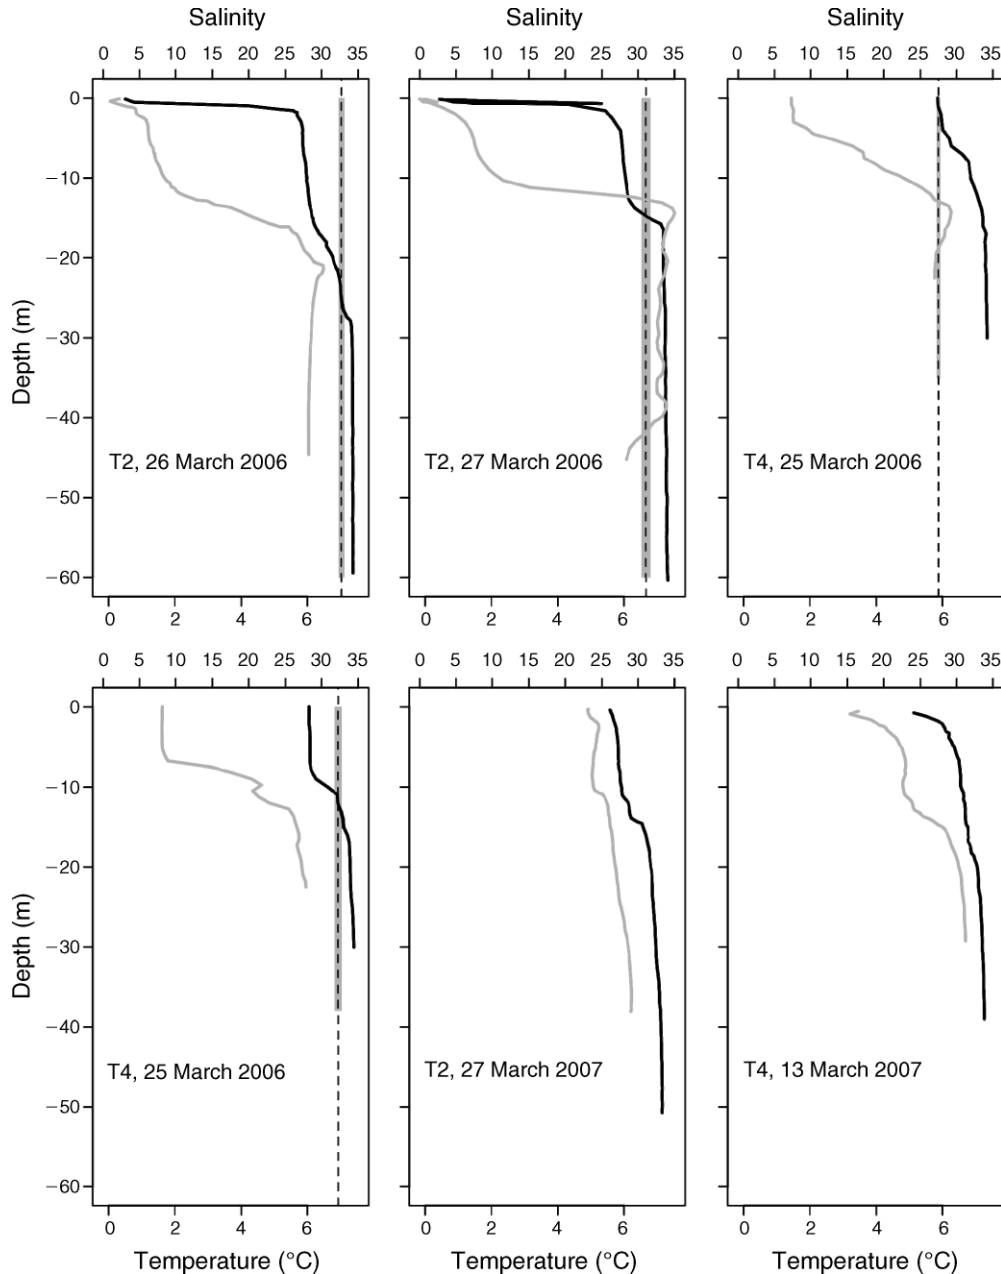 Salinity Salinity Salinity
0 5 10 15 20 25 30 35 0 5 10 15 20 25 30 35 0 5 10 15 20 25 30 35
0
−10
−20
−30
−40
−50
−60
Depth (m)
T2, 26 March 2006 T2, 27 March 2006 T4, 25 March 2006
0 2 4 6 0 2 4 6 0 2 4 6
0 5 10 15 20 25 30 35 0 5 10 15 20 25 30 35 0 5 10 15 20 25 30 35
0
−10
−20
−30
−40
−50
−60
Depth (m)
T4, 25 March 2006 T2, 27 March 2007 T4, 13 March 2007
0 2 4 6 0 2 4 6 0 2 4 6
Temperature (°C) Temperature (°C) Temperature (°C)